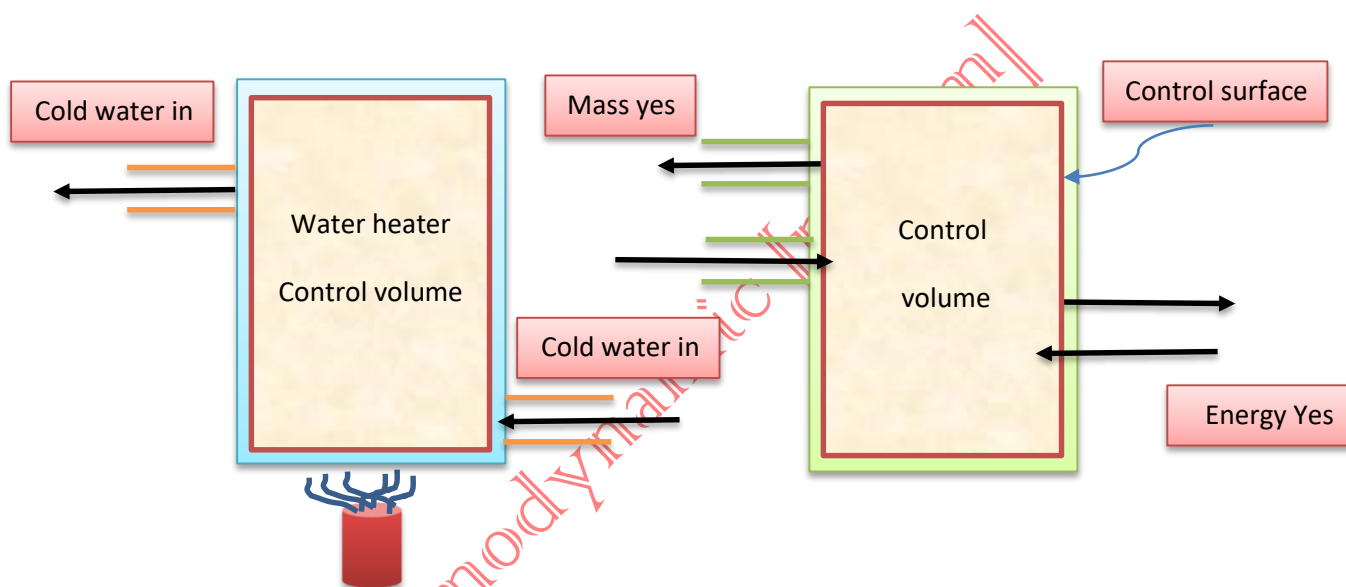 Cold water in
Water heater
Control volume
Cold water in
Mass yes
Control
volume
Control surface
Energy Yes